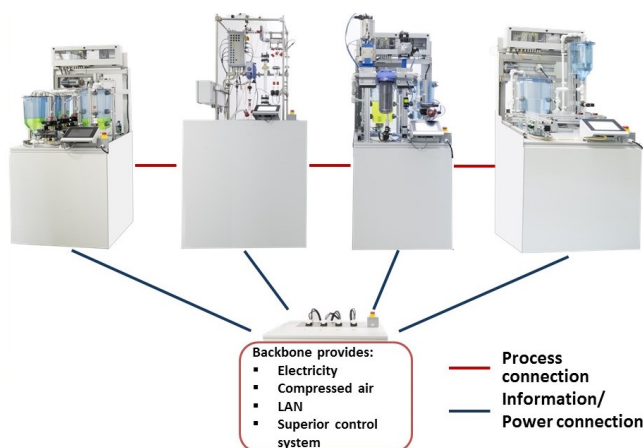 Backbone provides:
▪ Electricity
▪ Compressed air
▪ LAN
▪ Superior control
system
Process
connection
Information/
Power connection